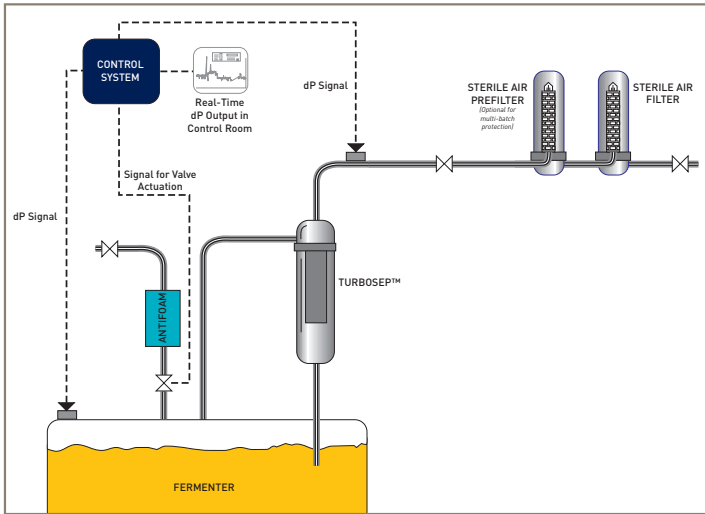 CONTROL
SYSTEM
Real-Time
dP Output in
Control Room
dP Signal
STERILE AIR
PREFILTER
(Optional for
multi-batch
protection)
STERILE AIR
FILTER
Signal for Valve
Actuation
dP Signal
TURBOSEP™
ANTIFOAM
FERMENTER